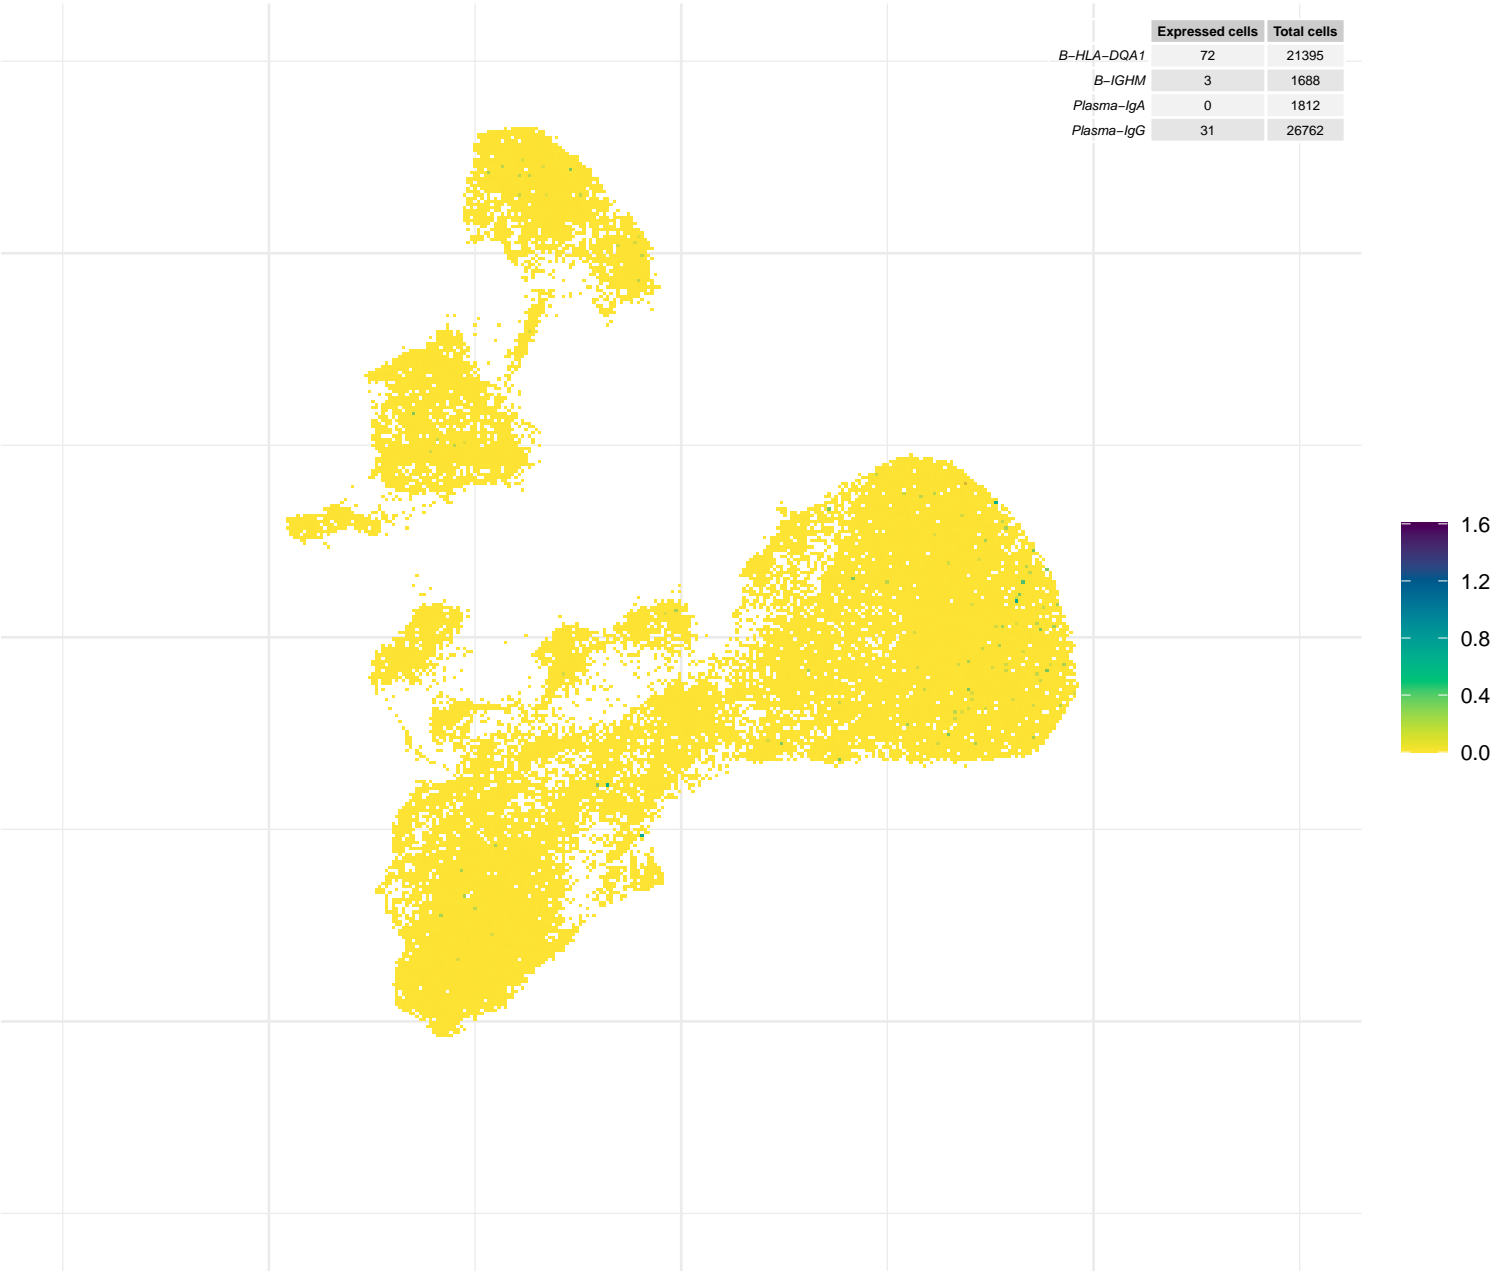 Expressed cells Total cells
B−HLA−DQA1 72 21395
B−IGHM 3 1688
Plasma−IgA 0 1812
Plasma−IgG 31 26762
1.6
1.2
0.8
0.4
0.0